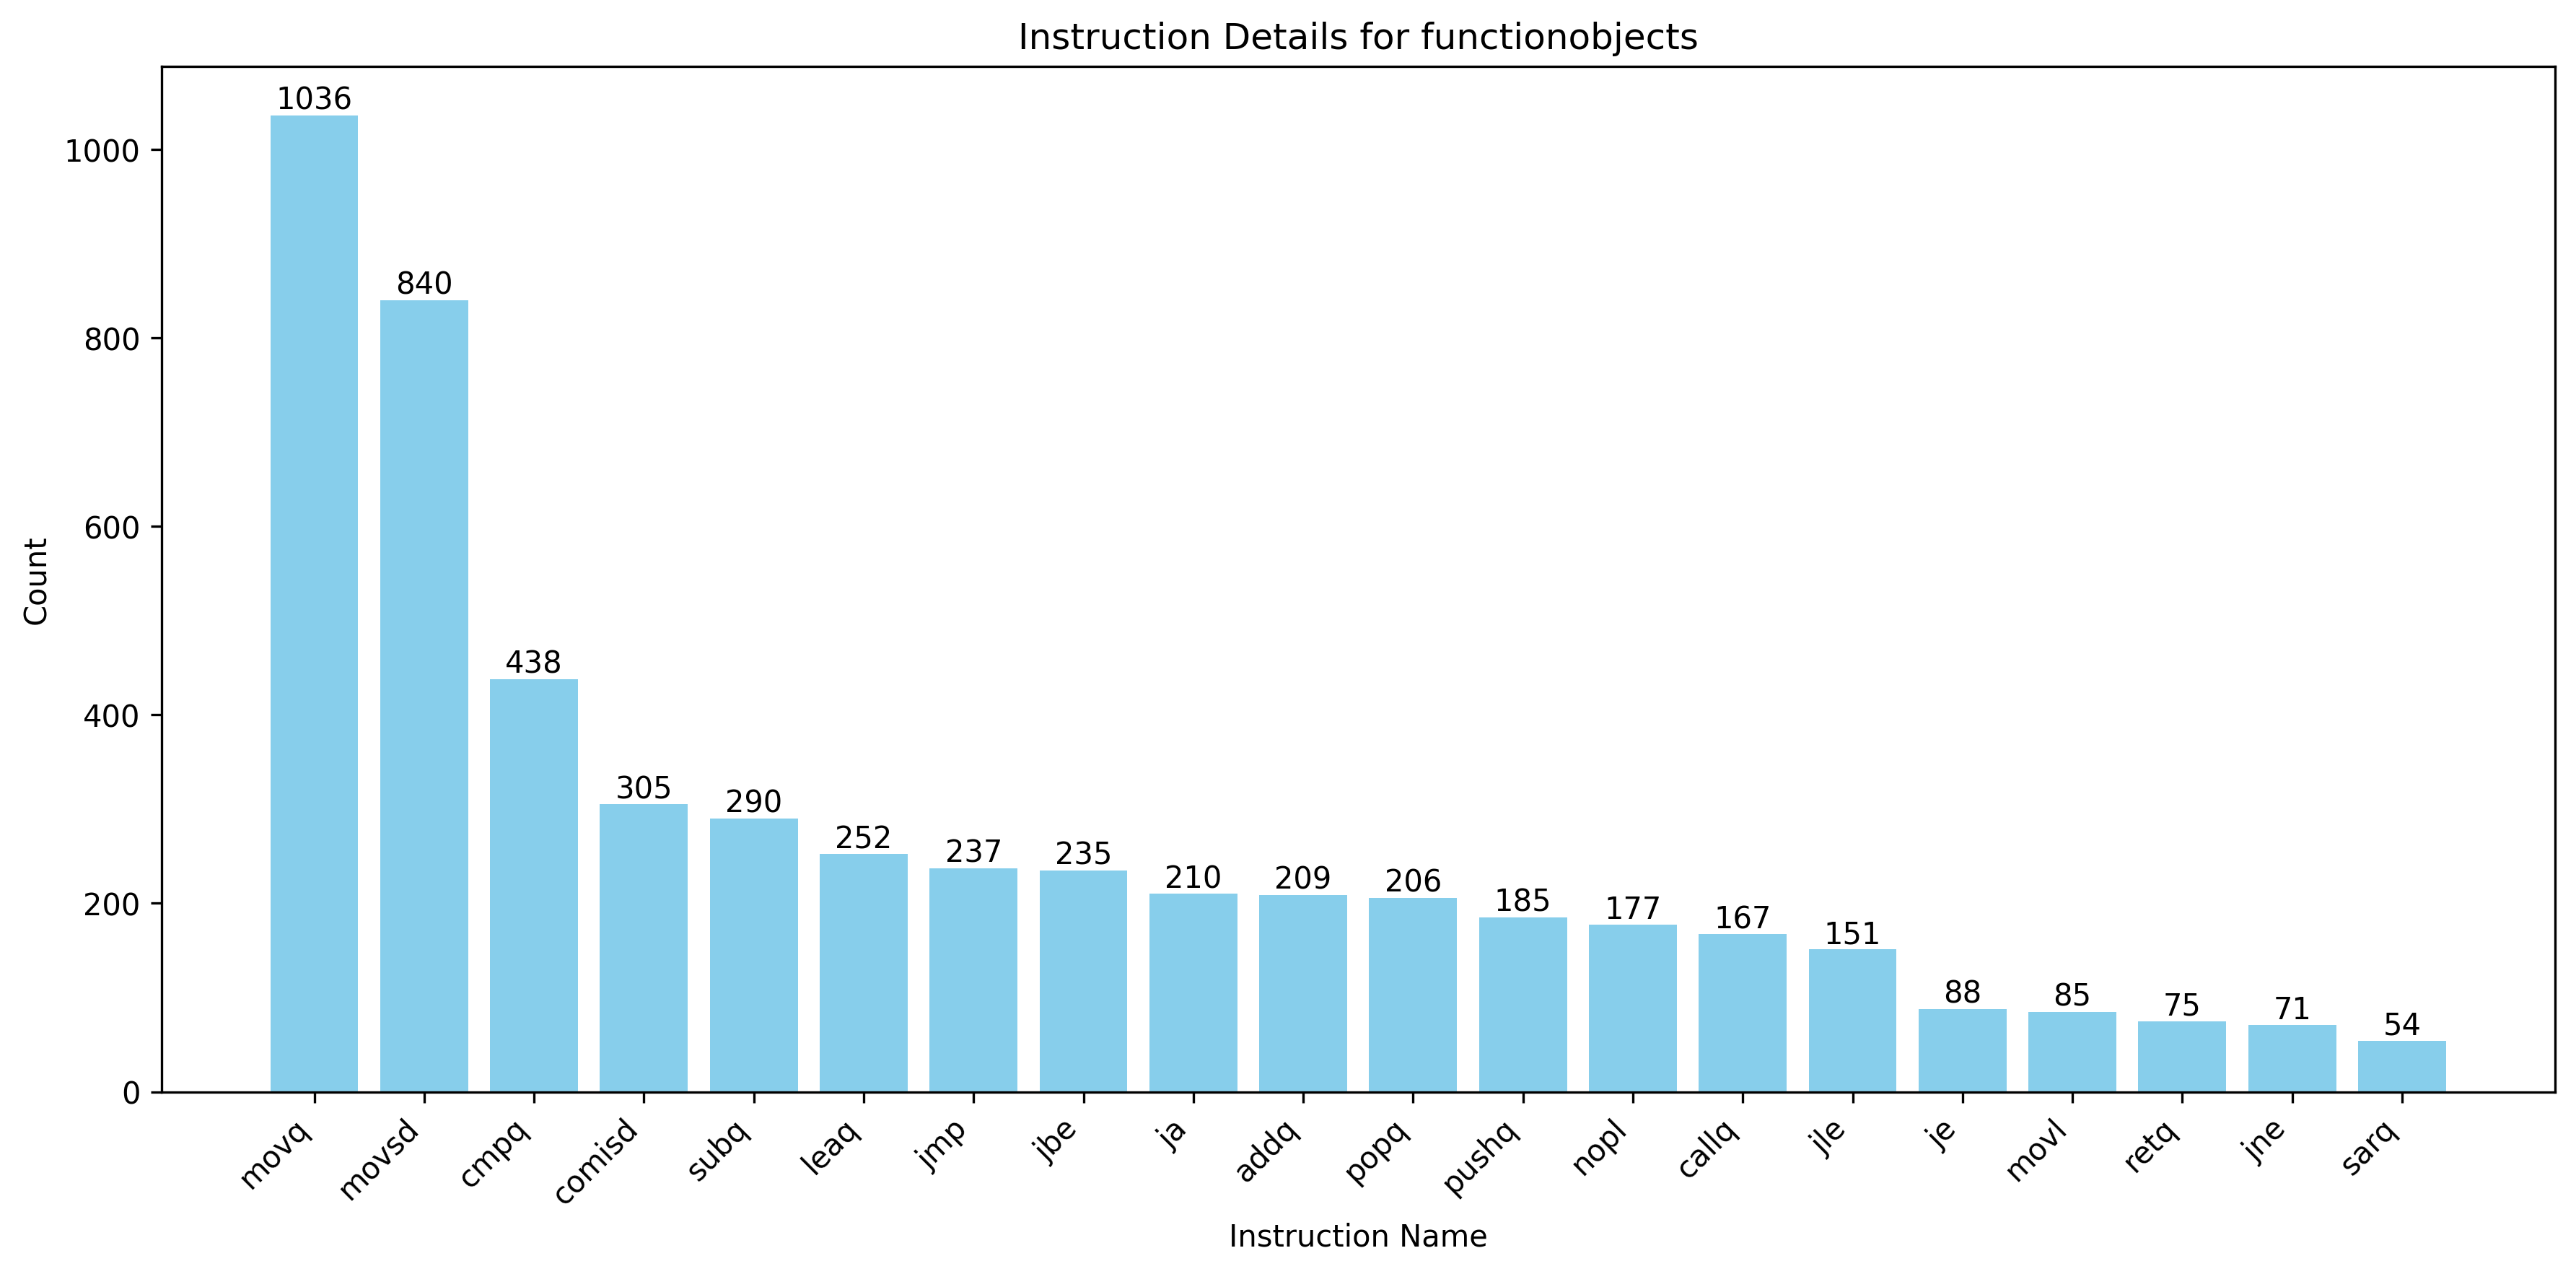 Instruction Details for functionobjects
1036
840
438
305
290
252
237
235
210
209
206
185
177
167
151
88
85
75
71
54
1000
800
600
400
200
0
Count
movq
movsd
cmpq
comisd
subq
leaq
jmp
jbe
ja
addq
popq
pushq
nopl
callq
jle
je
movl
retq
jne
sarq
Instruction Name